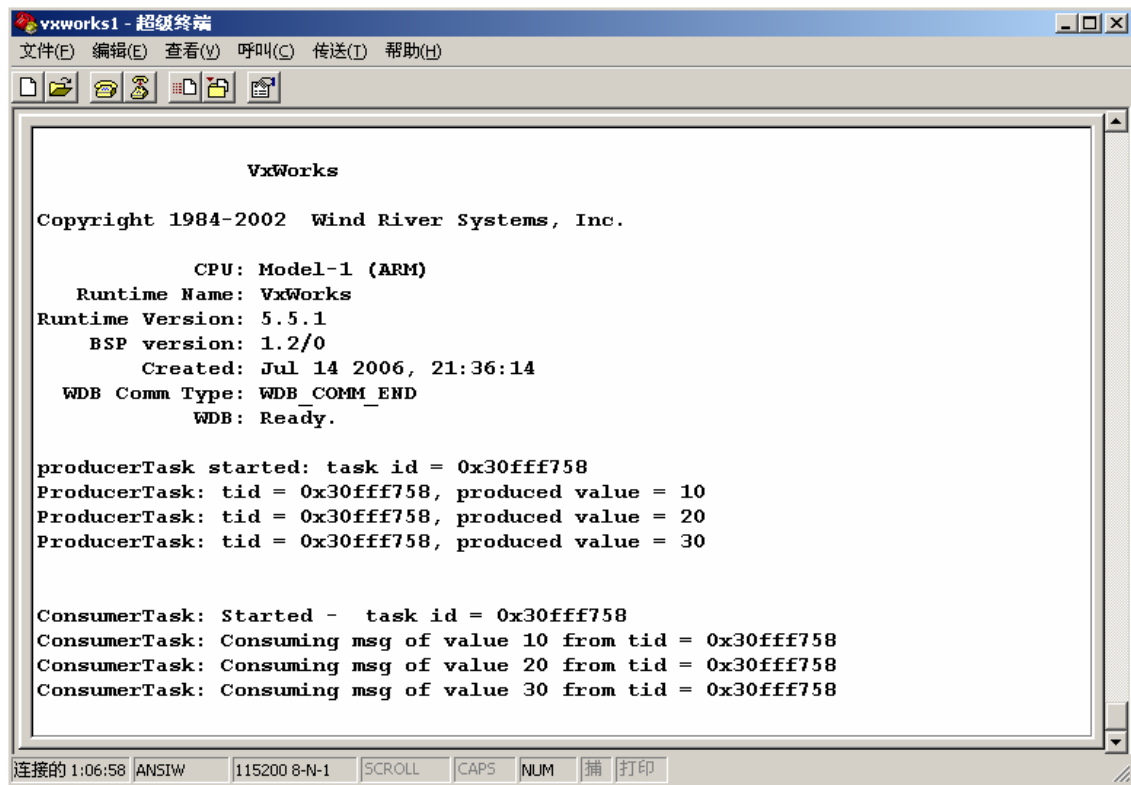 vxworks1 - 超级终端
文件(F) 编辑(E) 查看(V) 呼叫(C) 传送(T) 帮助(H)
VxWorks
Copyright 1984-2002  Wind River Systems, Inc.
CPU: Model-1 (ARM)
Runtime Name: VxWorks
Runtime Version: 5.5.1
BSP version: 1.2/0
Created: Jul 14 2006, 21:36:14
WDB Comm Type: WDB_COMM_END
WDB: Ready.
producerTask started: task id = 0x30fff758
ProducerTask: tid = 0x30fff758, produced value = 10
ProducerTask: tid = 0x30fff758, produced value = 20
ProducerTask: tid = 0x30fff758, produced value = 30
ConsumerTask: Started -  task id = 0x30fff758
ConsumerTask: Consuming msg of value 10 from tid = 0x30fff758
ConsumerTask: Consuming msg of value 20 from tid = 0x30fff758
ConsumerTask: Consuming msg of value 30 from tid = 0x30fff758
连接的 1:06:58 ANSIW 115200 8-N-1 SCROLL CAPS NUM 捕 打印